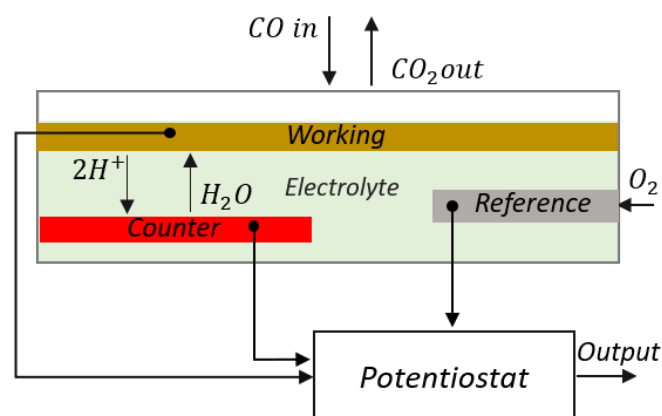 CO in
CO₂out
Working
2H⁺
H₂O
Electrolyte
O₂
Reference
Counter
Output
Potentiostat